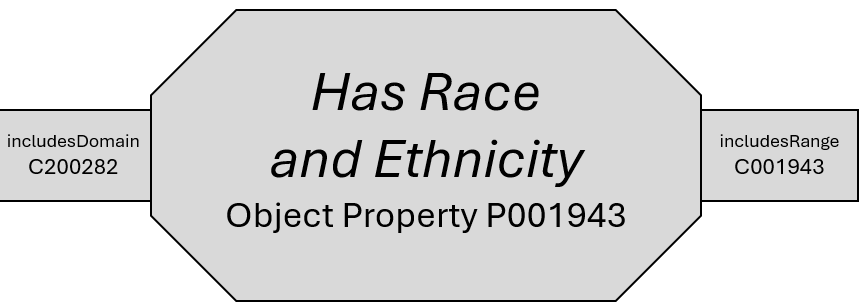 includesDomain
C200282
Has Race
and Ethnicity
Object Property P001943
includesRange
C001943